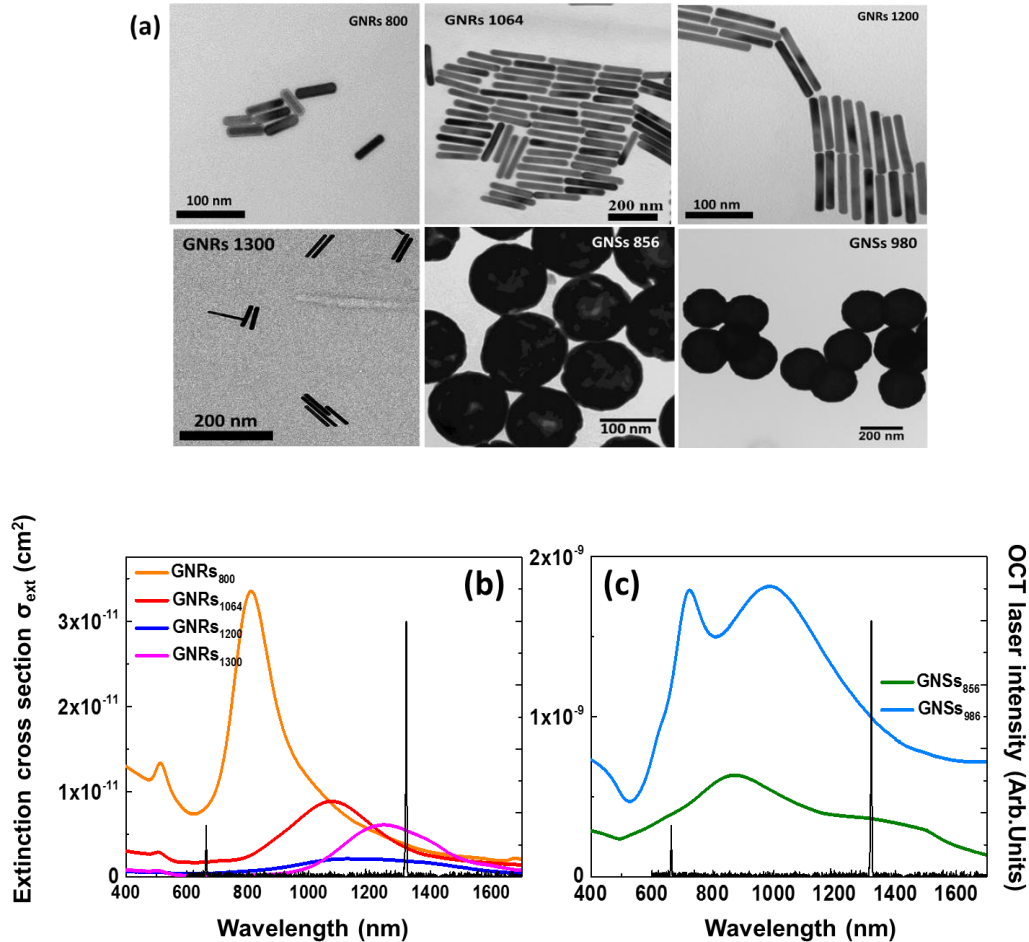 (a)
GNRs 800
GNRs 1064
GNRs 1200
100 nm
200 nm
100 nm
GNRs 1300
GNSs 856
GNSs 980
200 nm
100 nm
200 nm
Extinction cross section σext (cm2)
(b)
GNRs800
GNRs1064
GNRs1200
GNRs1300
3x10-11
2x10-11
1x10-11
0
400 600 800 1000 1200 1400 1600
Wavelength (nm)
(c)
2x10-9
1x10-9
0
GNSs856
GNSs986
400 600 800 1000 1200 1400 1600
Wavelength (nm)
OCT laser intensity (Arb.Units)